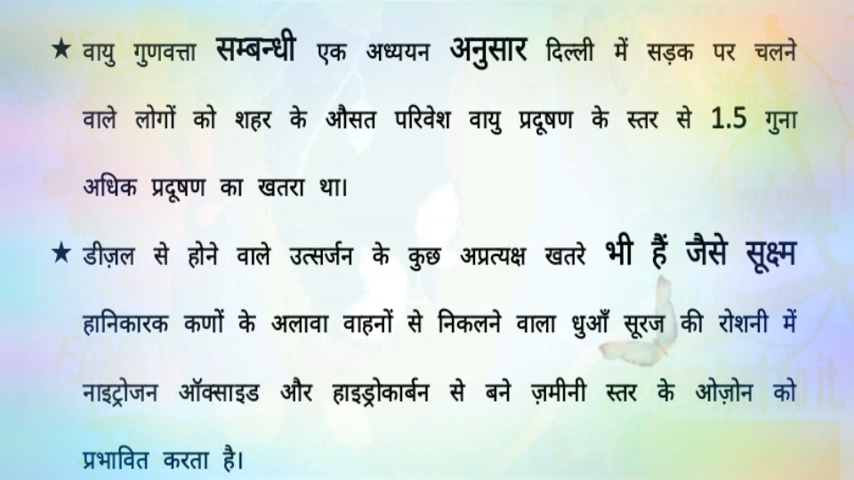 ★ वायु गुणवत्ता सम्बन्धी एक अध्ययन अनुसार दिल्ली में सड़क पर चलने
वाले लोगों को शहर के औसत परिवेश वायु प्रदूषण के स्तर से 1.5 गुना
अधिक प्रदूषण का खतरा था।
★ डीज़ल से होने वाले उत्सर्जन के कुछ अप्रत्यक्ष खतरे भी हैं जैसे सूक्ष्म
हानिकारक कणों के अलावा वाहनों से निकलने वाला धुआँ सूरज की रोशनी में
नाइट्रोजन ऑक्साइड और हाइड्रोकार्बन से बने ज़मीनी स्तर के ओज़ोन को
प्रभावित करता है।